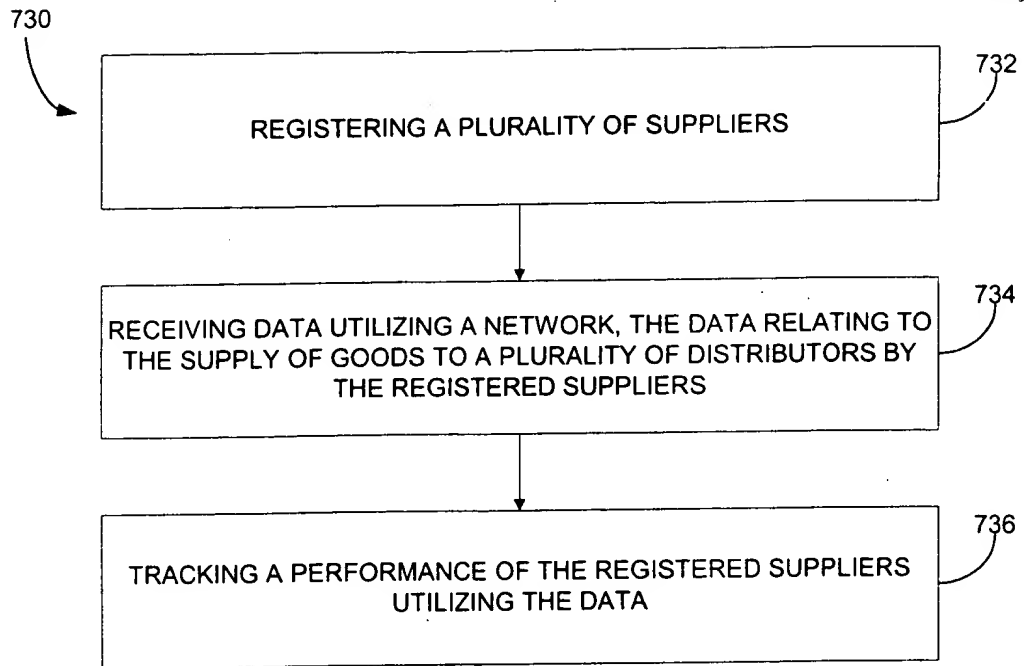 730
732
REGISTERING A PLURALITY OF SUPPLIERS
734
RECEIVING DATA UTILIZING A NETWORK, THE DATA RELATING TO
THE SUPPLY OF GOODS TO A PLURALITY OF DISTRIBUTORS BY
THE REGISTERED SUPPLIERS
736
TRACKING A PERFORMANCE OF THE REGISTERED SUPPLIERS
UTILIZING THE DATA